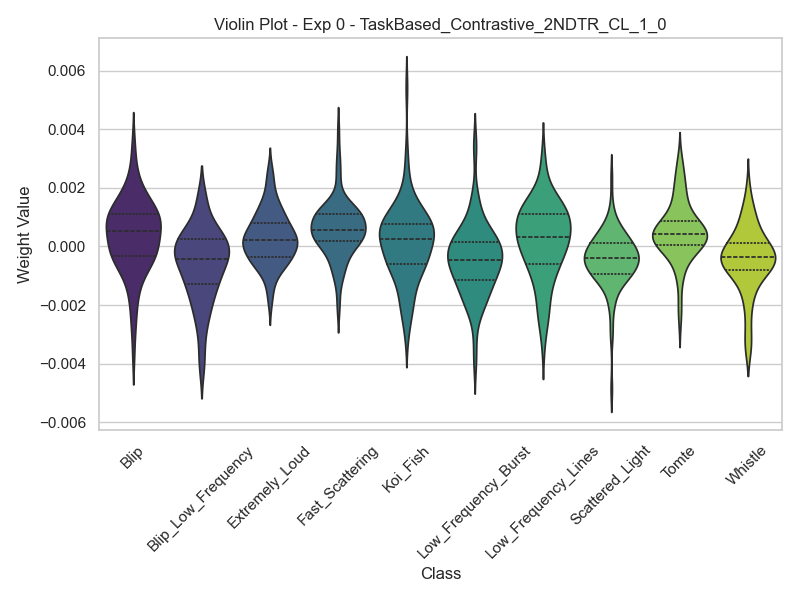 Violin Plot - Exp 0 - TaskBased_Contrastive_2NDTR_CL_1_0
Weight Value
0.006
0.004
0.002
0.000
−0.002
−0.004
−0.006
Blip
Blip_Low_Frequency
Extremely_Loud
Fast_Scattering
Koi_Fish
Low_Frequency_Burst
Low_Frequency_Lines
Scattered_Light
Tomte
Whistle
Class